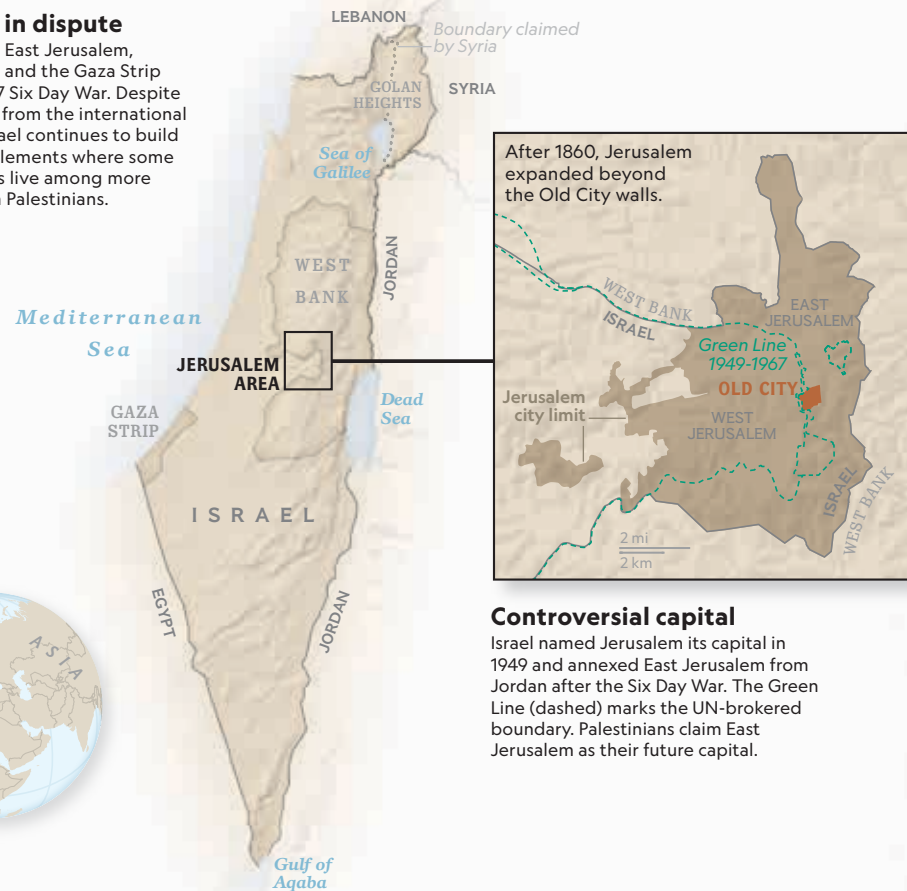 in dispute
East Jerusalem,
and the Gaza Strip
7 Six Day War. Despite
from the international
ael continues to build
lements where some
s live among more
Palestinians.
LEBANON
Boundary claimed
by Syria
GOLAN
HEIGHTS
SYRIA
Sea of
Galilee
WEST
BANK
JORDAN
Mediterranean
Sea
JERUSALEM
AREA
Dead
Sea
GAZA
STRIP
ISRAEL
EGYPT
JORDAN
Gulf of
Aqaba
ASIA
After 1860, Jerusalem
expanded beyond
the Old City walls.
WEST BANK
ISRAEL
EAST
JERUSALEM
Green Line
1949-1967
OLD CITY
Jerusalem
city limit
WEST
JERUSALEM
ISRAEL
WEST BANK
2 mi
2 km
Controversial capital
Israel named Jerusalem its capital in
1949 and annexed East Jerusalem from
Jordan after the Six Day War. The Green
Line (dashed) marks the UN-brokered
boundary. Palestinians claim East
Jerusalem as their future capital.